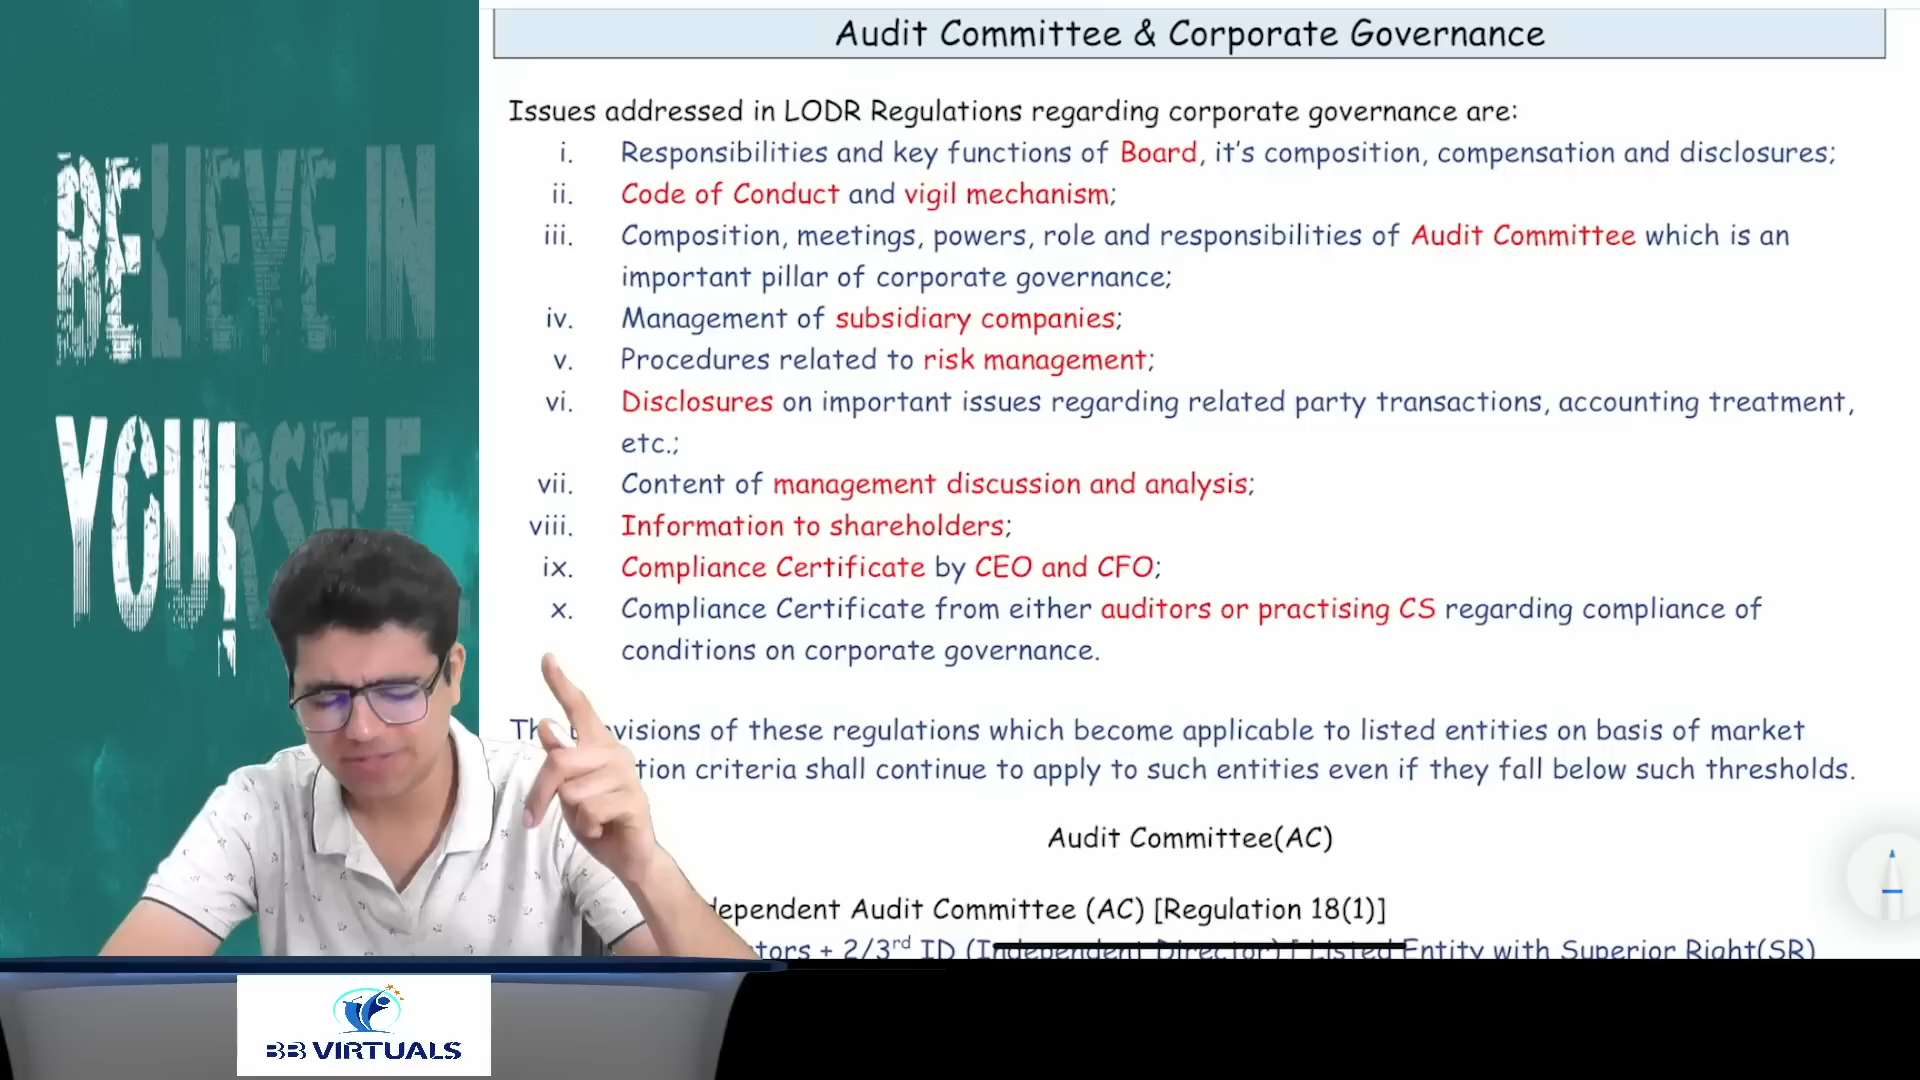 BELIEVE IN
YOURSELF
!
Audit Committee & Corporate Governance
Issues addressed in LODR Regulations regarding corporate governance are:
i. Responsibilities and key functions of Board, it's composition, compensation and disclosures;
ii. Code of Conduct and vigil mechanism;
iii. Composition, meetings, powers, role and responsibilities of Audit Committee which is an
important pillar of corporate governance;
iv. Management of subsidiary companies;
v. Procedures related to risk management;
vi. Disclosures on important issues regarding related party transactions, accounting treatment,
etc.;
vii. Content of management discussion and analysis;
viii. Information to shareholders;
ix. Compliance Certificate by CEO and CFO;
x. Compliance Certificate from either auditors or practising CS regarding compliance of
conditions on corporate governance.
of these regulations which become applicable to listed entities on basis of market
criteria shall continue to apply to such entities even if they fall below such thresholds.
Audit Committee(AC)
Audit Committee (AC) [Regulation 18(1)]
+ 2/3rd ID (Independent Director) [ Listed Entity with Superior Right(SR)
BB VIRTUALS